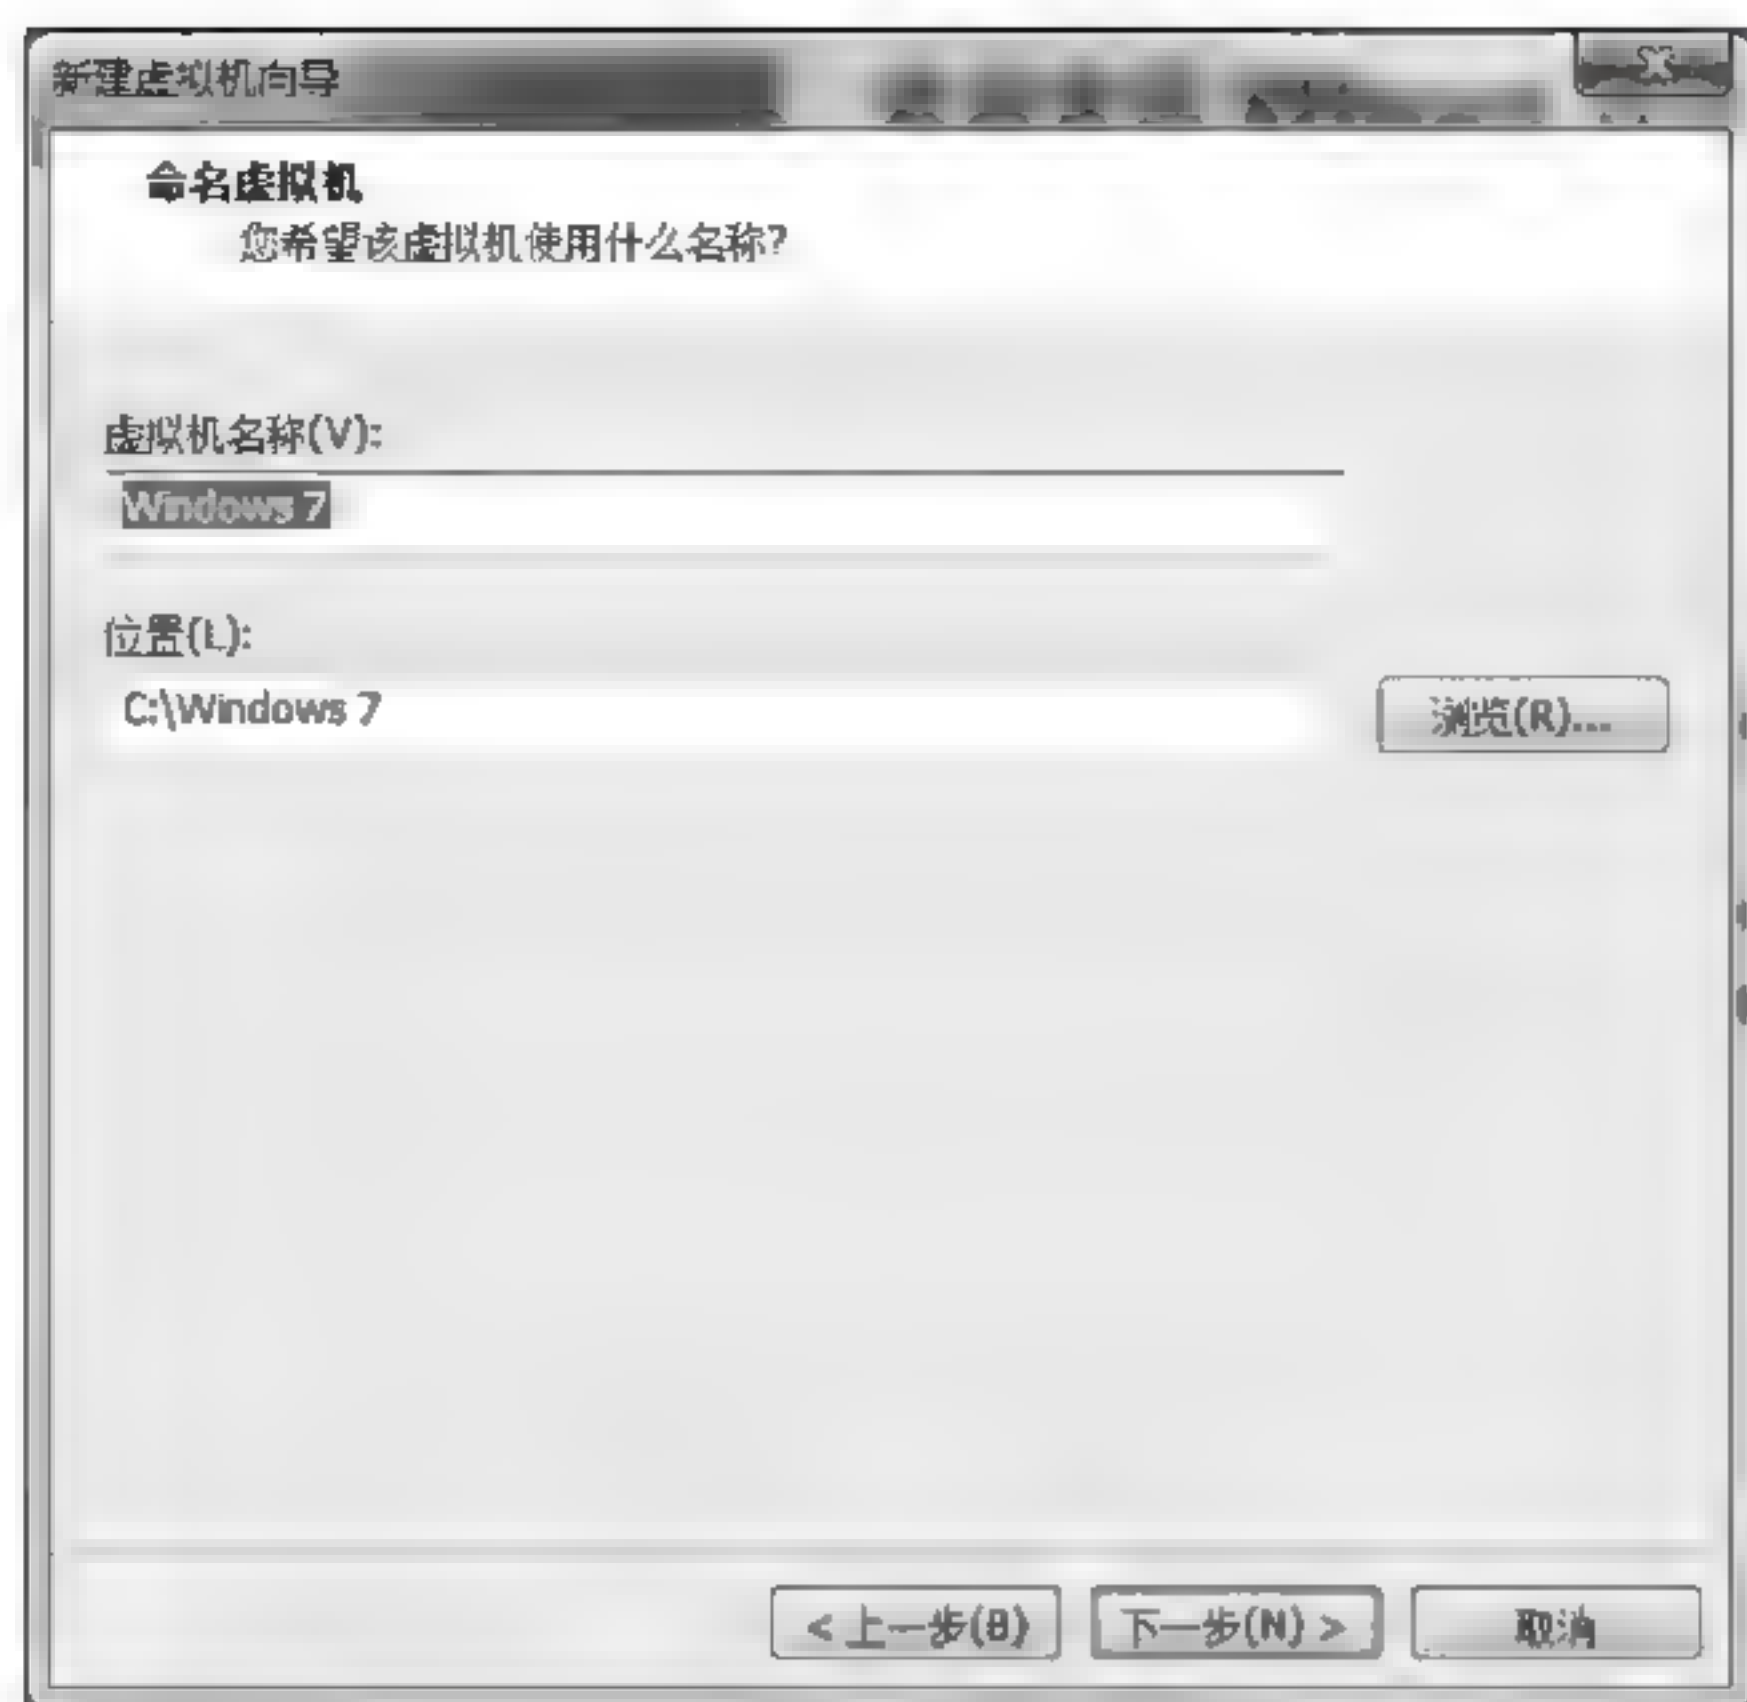 新建虚拟机向导
命名虚拟机
您希望该虚拟机使用什么名称?
虚拟机名称(V):
Windows 7
位置(L):
C:\Windows 7
浏览(R)...
< 上一步(B)
下一步(N) >
取消